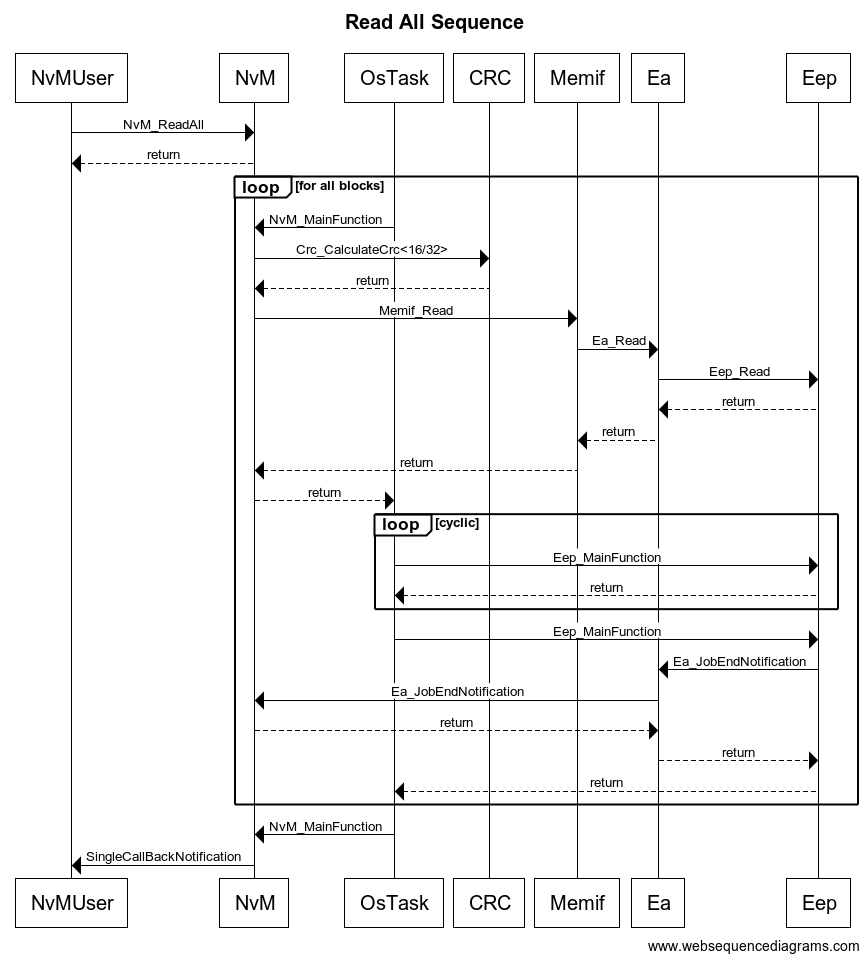 Read All Sequence
NvMUser NvM OsTask CRC Memif Ea Eep
NvM_ReadAll
return
loop [for all blocks]
NvM_MainFunction
Crc_CalculateCrc<16/32>
return
Memif_Read
Ea_Read
Eep_Read
return
return
return
return
loop [cyclic]
Eep_MainFunction
return
Eep_MainFunction
Ea_JobEndNotification
Ea_JobEndNotification
return
return
return
NvM_MainFunction
SingleCallBackNotification
NvMUser NvM OsTask CRC Memif Ea Eep
www.websequencediagrams.com